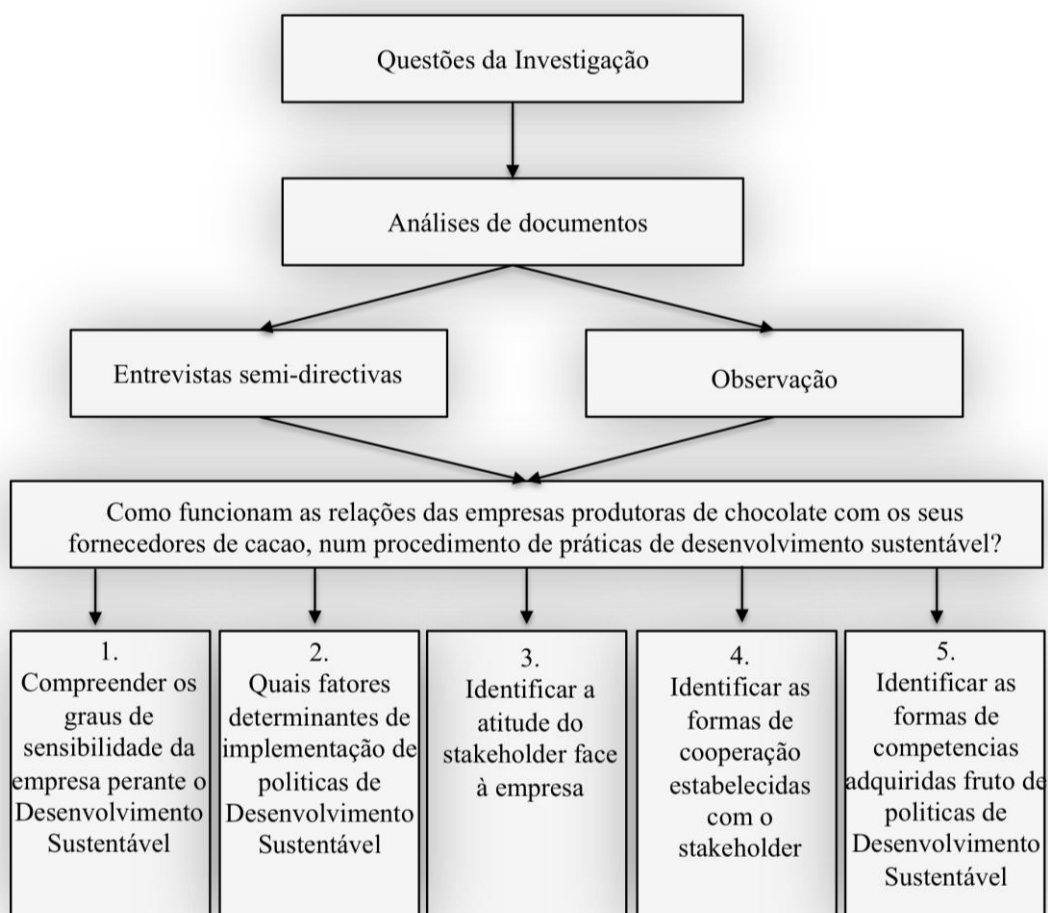 Questões da Investigação
Análises de documentos
Entrevistas semi-directivas
Observação
Como funcionam as relações das empresas produtoras de chocolate com os seus
fornecedores de cacao, num procedimento de práticas de desenvolvimento sustentável?
1.
Compreender os
graus de
sensibilidade da
empresa perante o
Desenvolvimento
Sustentável
2.
Quais fatores
determantes de
implementação de
politicas de
Desenvolvimento
Sustentável
3.
Identificar a
atitude do
stakeholder face
à empresa
4.
Identificar as
formas de
cooperação
estabelecidas
com o
stakeholder
5.
Identificar as
formas de
competencias
adquiridas fruto de
politicas de
Desenvolvimento
Sustentável